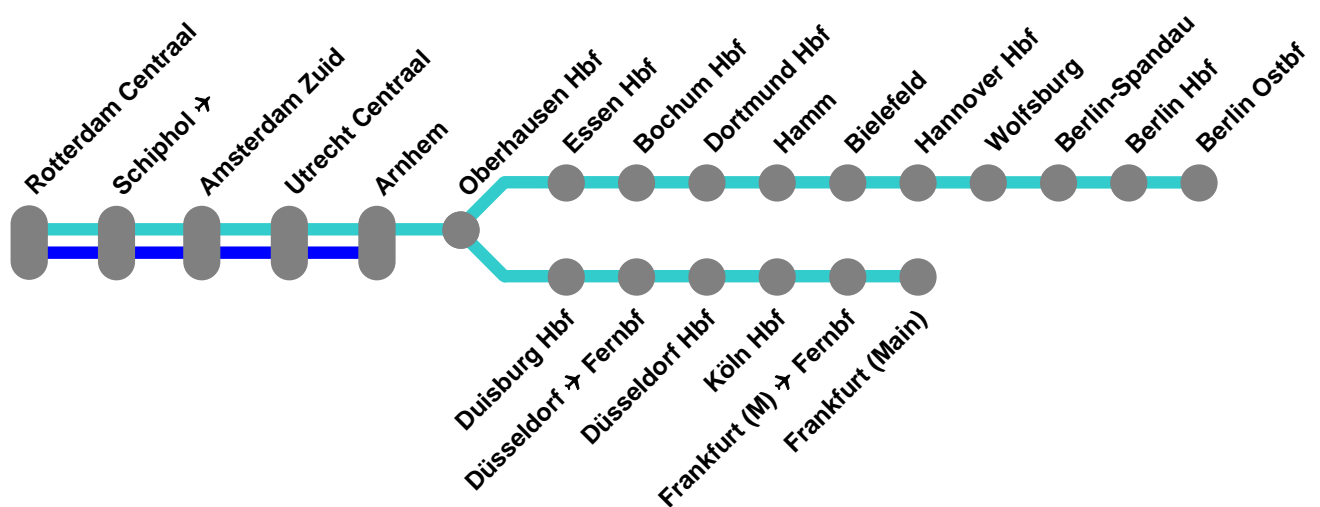 Rotterdam Centraal
Schiphol ✈
Amsterdam Zuid
Utrecht Centraal
Arnhem
Oberhausen Hbf
Essen Hbf
Bochum Hbf
Dortmund Hbf
Hamm
Bielefeld
Hannover Hbf
Wolfsburg
Berlin-Spandau
Berlin Hbf
Berlin Ostbf
Duisburg Hbf
Düsseldorf ✈ Fernbf
Düsseldorf Hbf
Köln Hbf
Frankfurt (M) ✈ Fernbf
Frankfurt (Main)